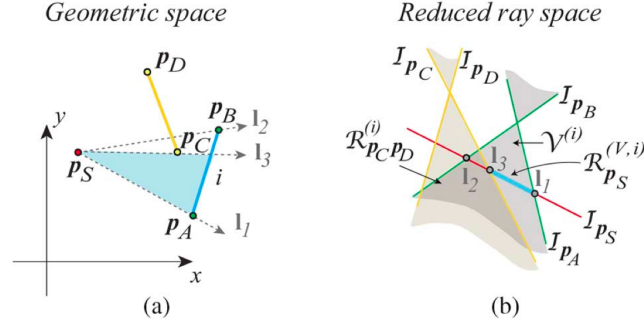 Geometric space
y
p_D
p_B
l_2
p_C
l_3
p_S
i
p_A
l_1
x
(a)
Reduced ray space
I_{p_C}
I_{p_D}
I_{p_B}
R^{(i)}_{p_C p_D}
V^{(i)}
R^{(V,i)}_{p_S}
l_3
l_2
l_1
I_{p_S}
I_{p_A}
(b)